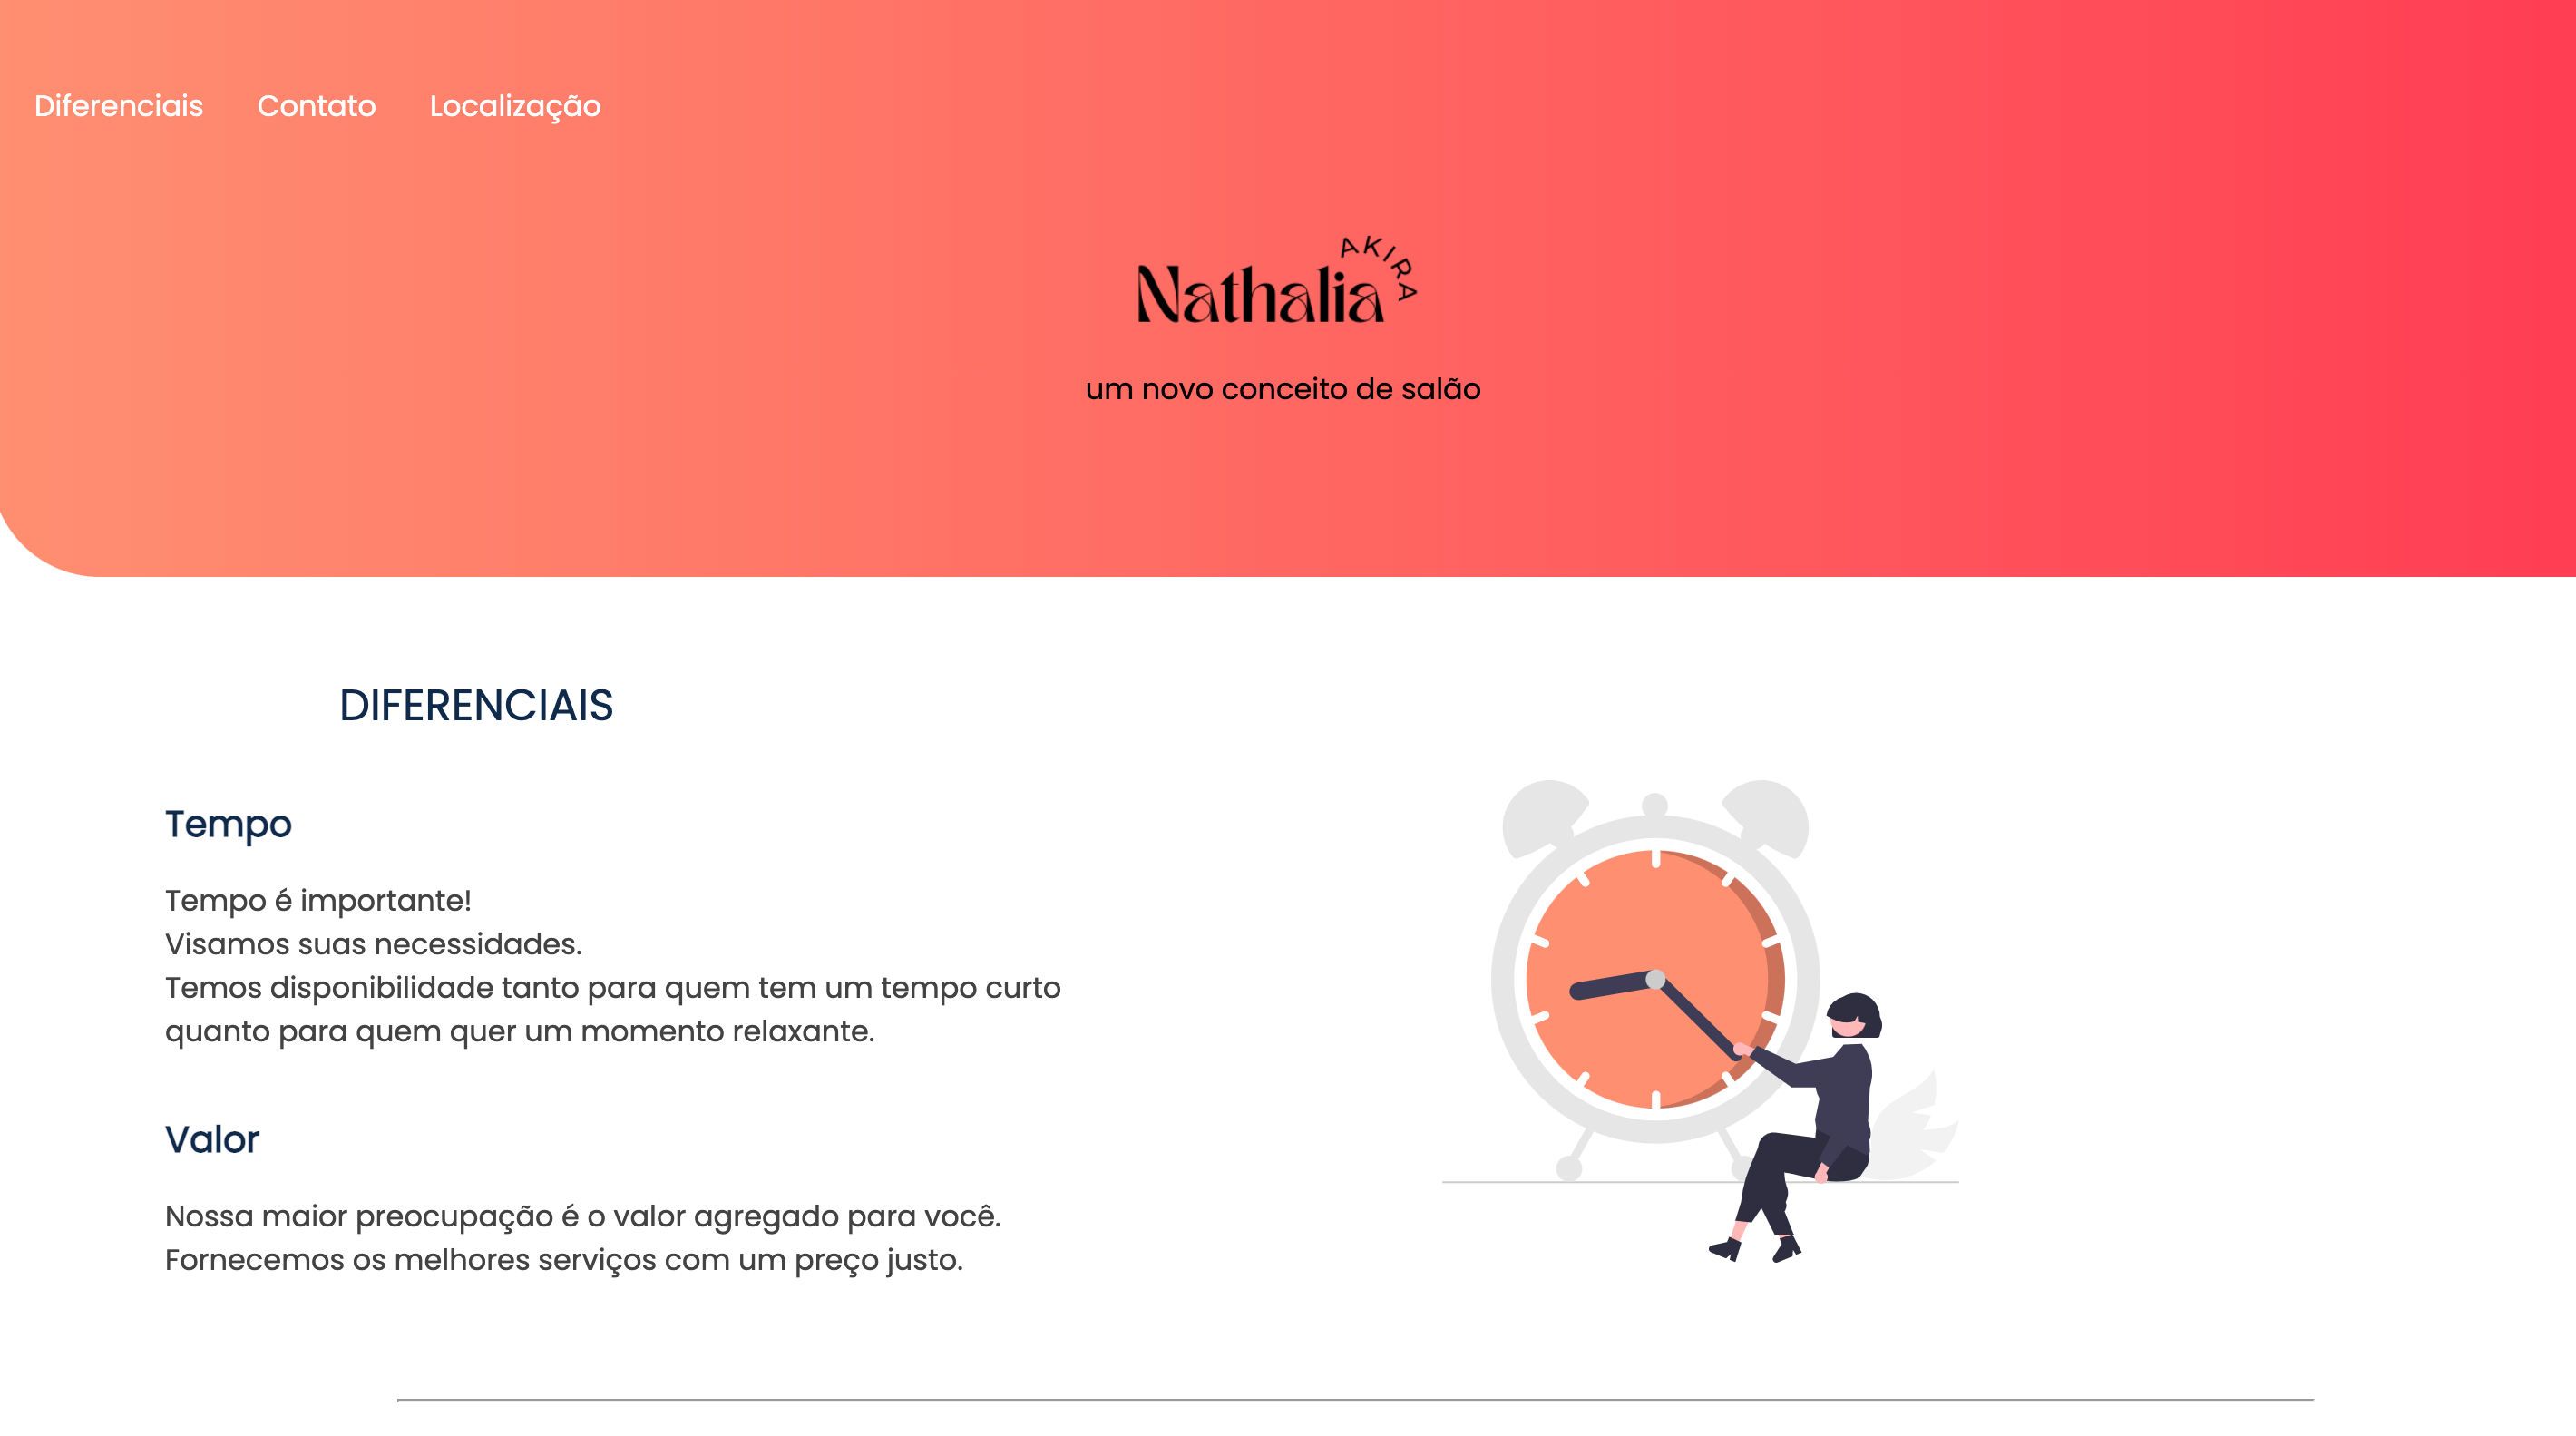 Diferenciais Contato Localização
Nathalia AKIRA
um novo conceito de salão
DIFERENCIAIS
Tempo
Tempo é importante!
Visamos suas necessidades.
Temos disponibilidade tanto para quem tem um tempo curto
quanto para quem quer um momento relaxante.
Valor
Nossa maior preocupação é o valor agregado para você.
Fornecemos os melhores serviços com um preço justo.